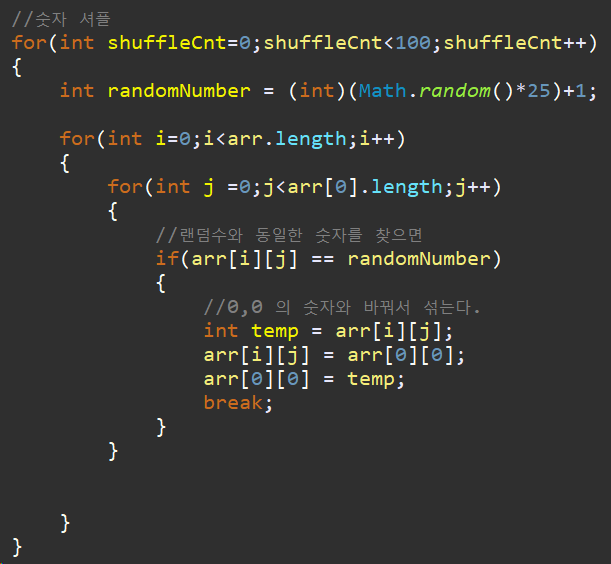 //숫자 셔플
for(int shuffleCnt=0;shuffleCnt<100;shuffleCnt++)
{
    int randomNumber = (int)(Math.random()*25)+1;

    for(int i=0;i<arr.length;i++)
    {
        for(int j =0;j<arr[0].length;j++)
        {
            //랜덤수와 동일한 숫자를 찾으면
            if(arr[i][j] == randomNumber)
            {
                //0,0 의 숫자와 바꿔서 섞는다.
                int temp = arr[i][j];
                arr[i][j] = arr[0][0];
                arr[0][0] = temp;
                break;
            }
        }


    }
}